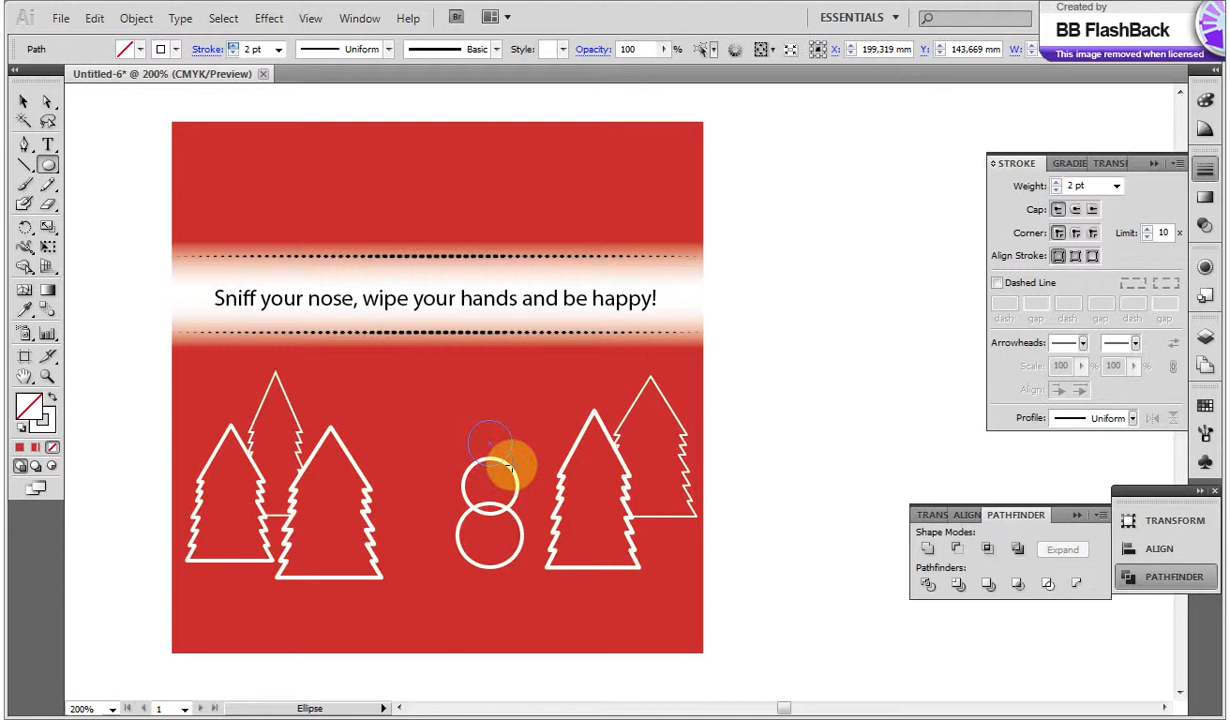 Ai File Edit Object Type Select Effect View Window Help Br ESSENTIALS
Created by
BB FlashBack
This image removed when licensed
Path Stroke: 2 pt Uniform Basic Style: Opacity: 100 % X: 199,319 mm Y: 143,669 mm W:
Untitled-6* @ 200% (CMYK/Preview)
STROKE GRADIE TRANSI
Weight: 2 pt
Cap:
Corner: Limit: 10 x
Align Stroke:
Dashed Line
dash gap dash gap dash gap
Arrowheads:
Scale: 100 % 100 %
Align:
Profile: Uniform
Sniff your nose, wipe your hands and be happy!
TRANS ALIGN PATHFINDER
Shape Modes:
Expand
Pathfinders:
TRANSFORM
ALIGN
PATHFINDER
200% 1 Ellipse